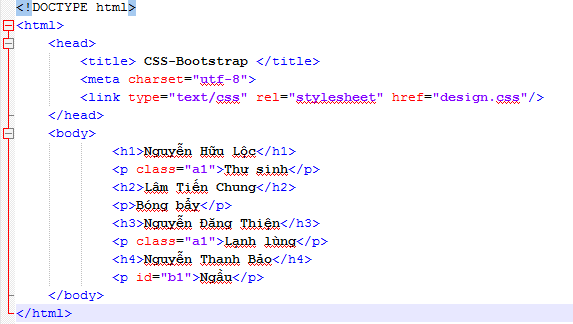 <!DOCTYPE html>
<html>
<head>
<title> CSS-Bootstrap </title>
<meta charset="utf-8">
<link type="text/css" rel="stylesheet" href="design.css"/>
</head>
<body>
<h1>Nguyễn Hữu Lộc</h1>
<p class="a1">Thư sinh</p>
<h2>Lâm Tiến Chung</h2>
<p>Bóng bẩy</p>
<h3>Nguyễn Đăng Thiện</h3>
<p class="a1">Lạnh lùng</p>
<h4>Nguyễn Thanh Bảo</h4>
<p id="b1">Ngầu</p>
</body>
</html>